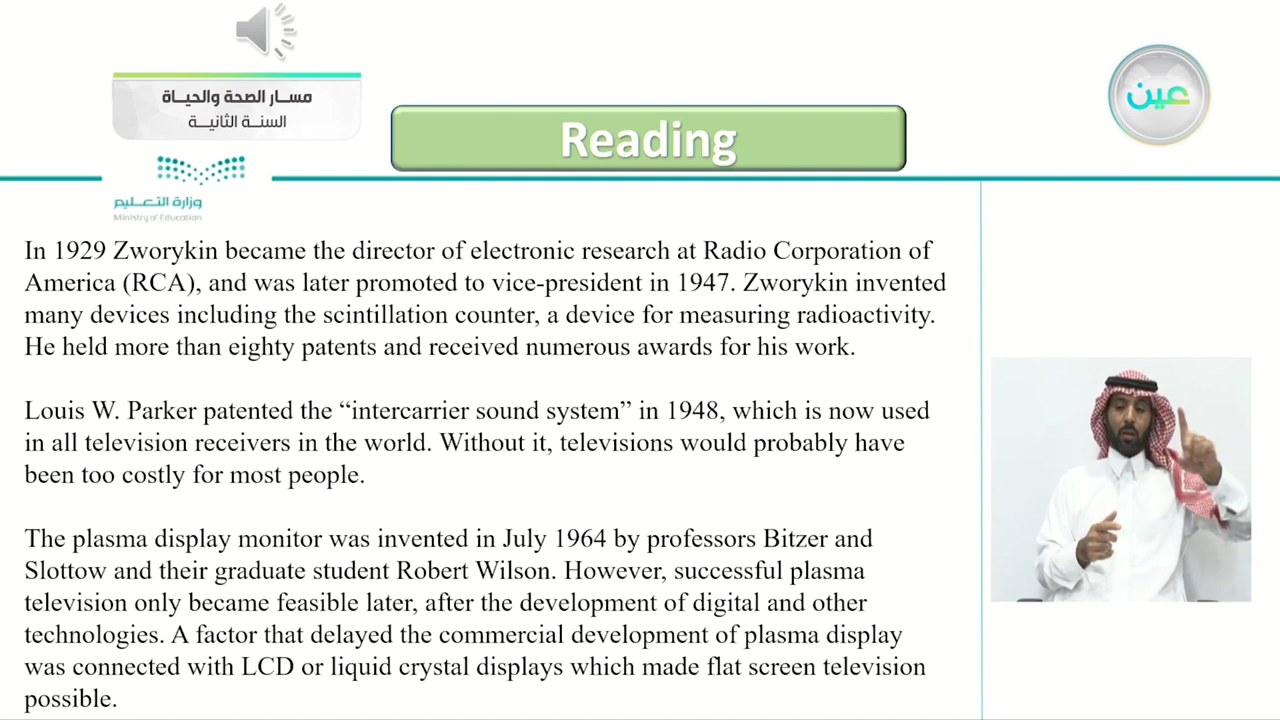 مسار الصحة والحياة
السنة الثانية
عين
Reading
وزارة التعليم
Ministry of Education
In 1929 Zworykin became the director of electronic research at Radio Corporation of
America (RCA), and was later promoted to vice-president in 1947. Zworykin invented
many devices including the scintillation counter, a device for measuring radioactivity.
He held more than eighty patents and received numerous awards for his work.
Louis W. Parker patented the “intercarrier sound system” in 1948, which is now used
in all television receivers in the world. Without it, televisions would probably have
been too costly for most people.
The plasma display monitor was invented in July 1964 by professors Bitzer and
Slottow and their graduate student Robert Wilson. However, successful plasma
television only became feasible later, after the development of digital and other
technologies. A factor that delayed the commercial development of plasma display
was connected with LCD or liquid crystal displays which made flat screen television
possible.